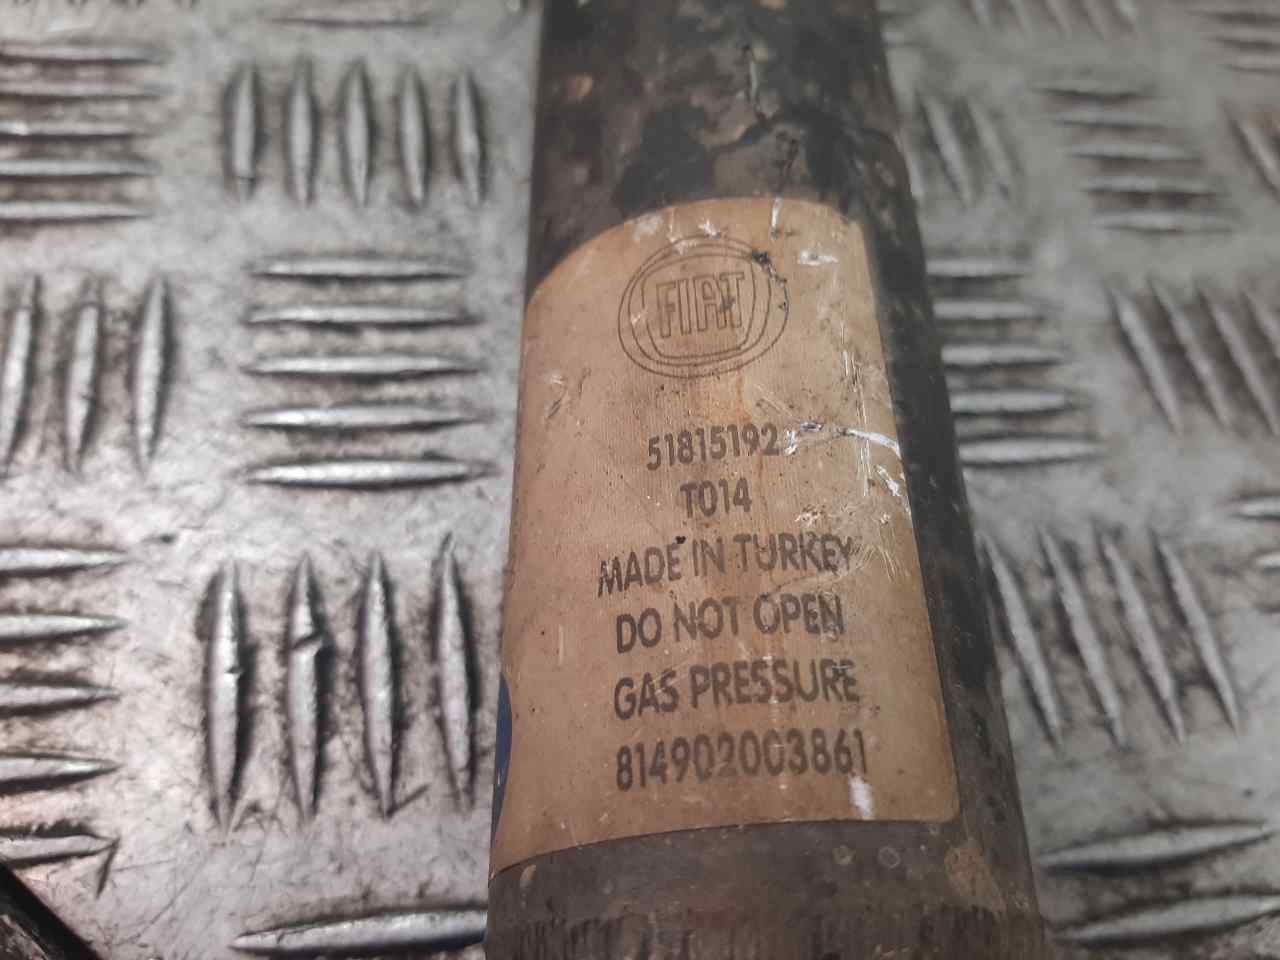 FIAT
51815192
T014
MADE IN TURKEY
DO NOT OPEN
GAS PRESSURE
814902003861